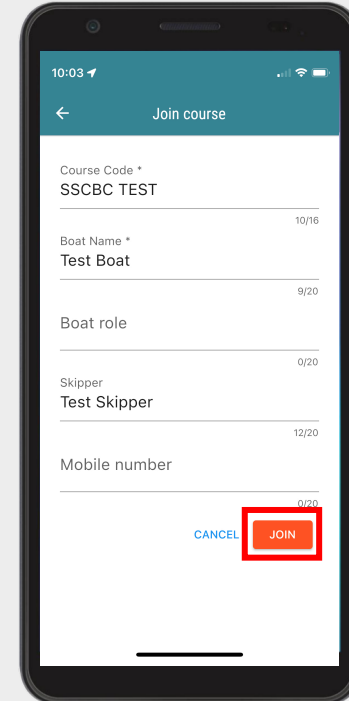 10:03
Join course
Course Code *
SSCBC TEST
10/16
Boat Name *
Test Boat
9/20
Boat role
0/20
Skipper
Test Skipper
12/20
Mobile number
0/20
CANCEL JOIN